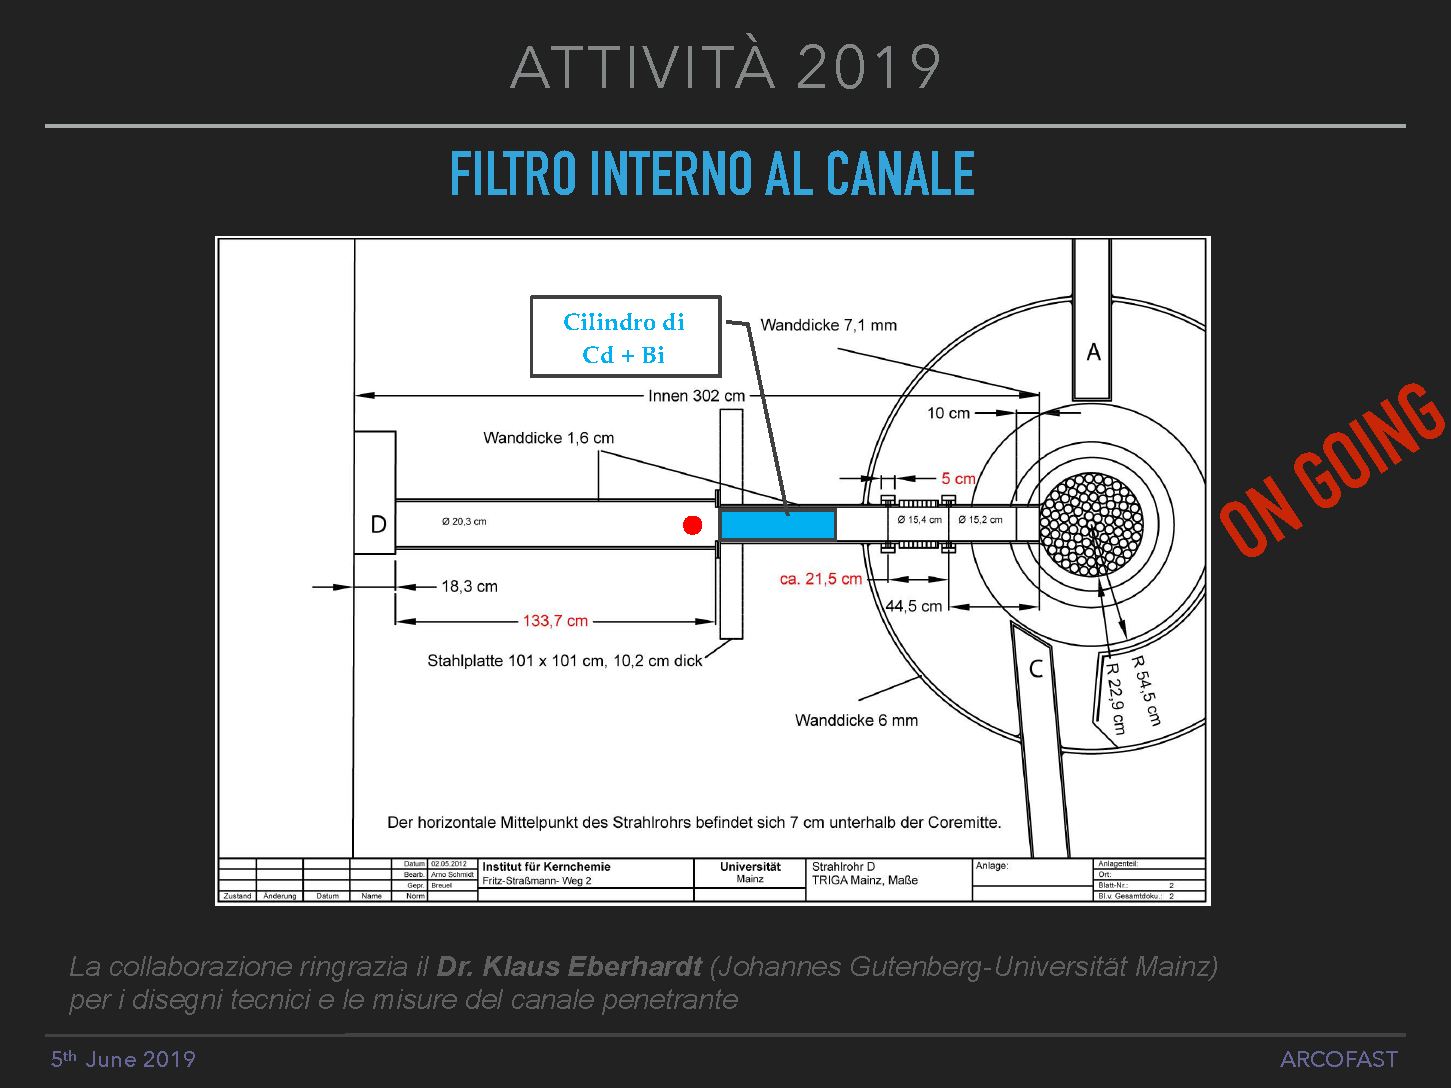 ATTIVITÀ 2019
FILTRO INTERNO AL CANALE
Cilindro di
Cd + Bi
Wanddicke 7,1 mm
A
Innen 302 cm
10 cm
Wanddicke 1,6 cm
5 cm
ON GOING
D
Ø 20,3 cm
Ø 15,4 cm
Ø 15,2 cm
18,3 cm
ca. 21,5 cm
44,5 cm
133,7 cm
Stahlplatte 101 x 101 cm, 10,2 cm dick
C
R 22,9 cm
R 54,5 cm
Wanddicke 6 mm
Der horizontale Mittelpunkt des Strahlrohrs befindet sich 7 cm unterhalb der Coremitte.
Zustand Änderung Datum Name
Datum 02.05.2012
Bearb. Arno Schmidt
Gepr. Breuel
Norm
Institut für Kernchemie
Fritz-Straßmann- Weg 2
Universität
Mainz
Strahlrohr D
TRIGA Mainz, Maße
Anlage:
Anlagenteil:
Ort:
Blatt-Nr.: 2
Bl.v. Gesamtdoku.: 2
La collaborazione ringrazia il Dr. Klaus Eberhardt (Johannes Gutenberg-Universität Mainz)
per i disegni tecnici e le misure del canale penetrante
5th June 2019
ARCOFAST